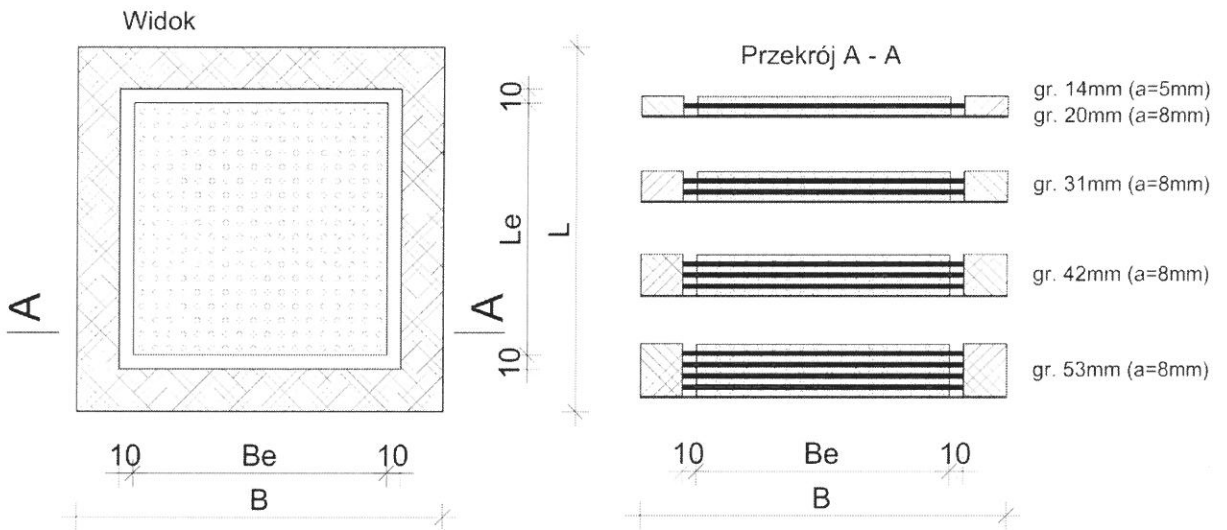 Widok
10
Le
10
L
A
A
10
Be
10
B
Przekrój A - A
gr. 14mm (a=5mm)
gr. 20mm (a=8mm)
gr. 31mm (a=8mm)
gr. 42mm (a=8mm)
gr. 53mm (a=8mm)
10
Be
10
B